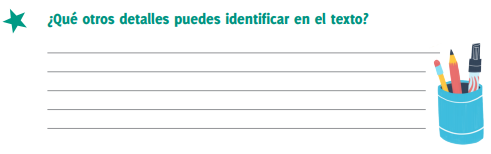 ¿Qué otros detalles puedes identificar en el texto?